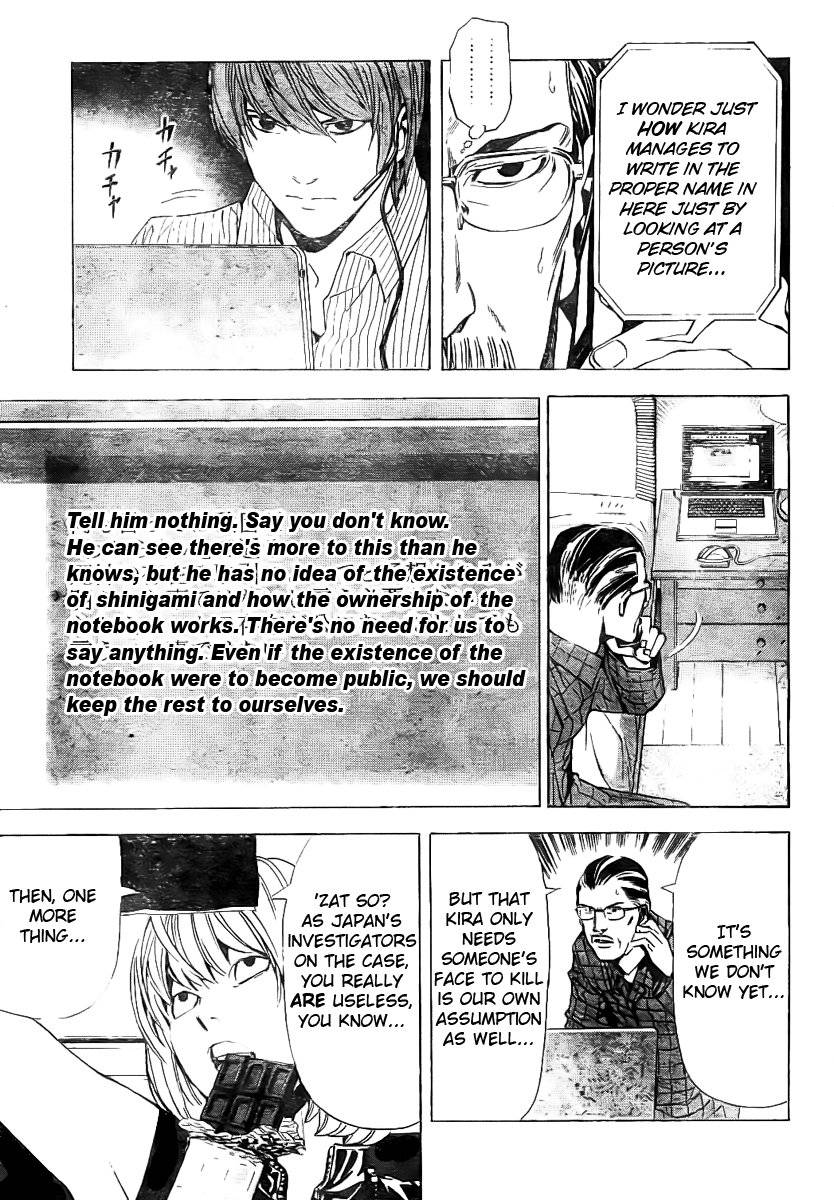 I WONDER JUST
HOW KIRA
MANAGES TO
WRITE IN THE
PROPER NAME IN
HERE JUST BY
LOOKING AT A
PERSON'S
PICTURE...
.........
カチャ
カチャ
Tell him nothing. Say you don't know.
He can see there's more to this than he
knows, but he has no idea of the existence
of shinigami and how the ownership of the
notebook works. There's no need for us to
say anything. Even if the existence of the
notebook were to become public, we should
keep the rest to ourselves.
IT'S
SOMETHING
WE DON'T
KNOW YET...
BUT THAT
KIRA ONLY
NEEDS
SOMEONE'S
FACE TO KILL
IS OUR OWN
ASSUMPTION
AS WELL...
'ZAT SO?
AS JAPAN'S
INVESTIGATORS
ON THE CASE,
YOU REALLY
ARE USELESS,
YOU KNOW...
THEN, ONE
MORE
THING...